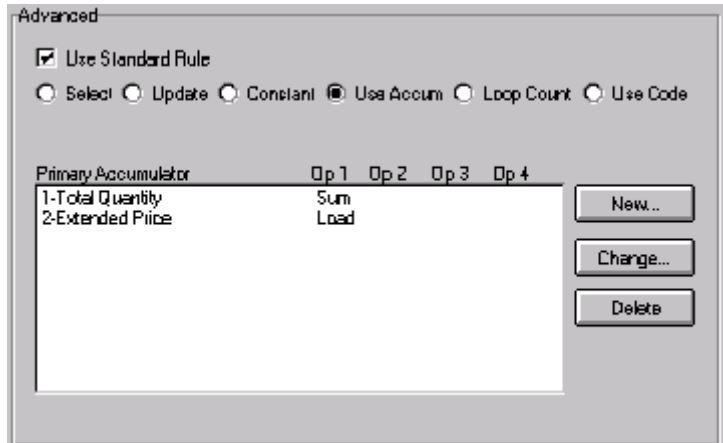 Advanced
Use Standard Rule
Select Update Constant Use Accum Loop Count Use Code
Primary Accumulator Op 1 Op 2 Op 3 Op 4
1-Total Quantity Sum
2-Extended Price Load
New...
Change...
Delete